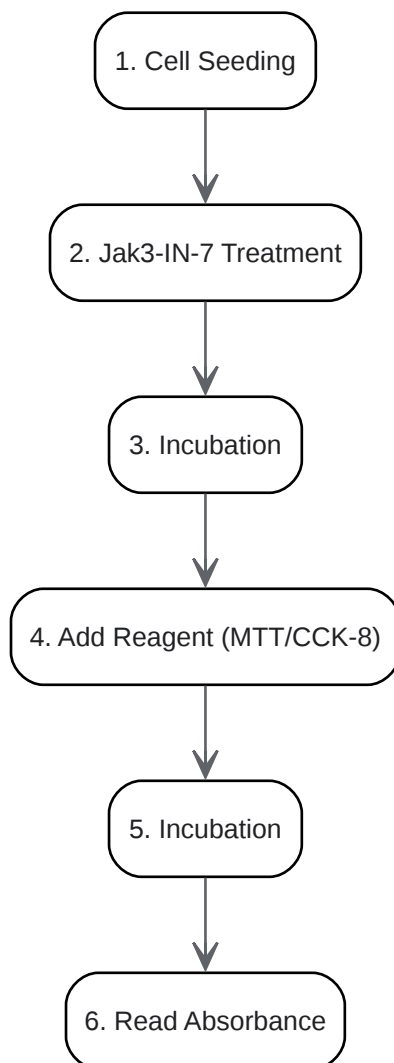 1. Cell Seeding
2. Jak3-IN-7 Treatment
3. Incubation
4. Add Reagent (MTT/CCK-8)
5. Incubation
6. Read Absorbance